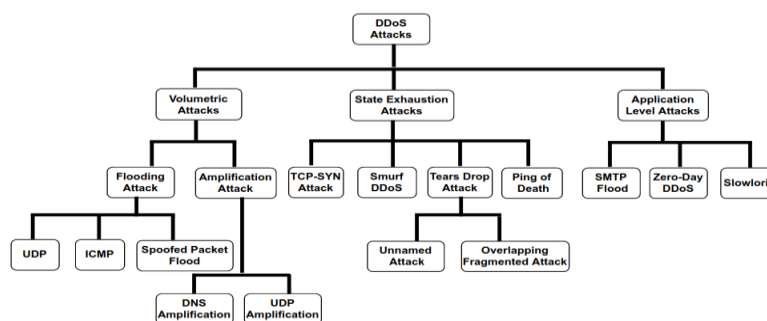 DDoS
Attacks
Volumetric
Attacks
State Exhaustion
Attacks
Application
Level Attacks
Flooding
Attack
Amplification
Attack
TCP-SYN
Attack
Smurf
DDoS
Tears Drop
Attack
Ping of
Death
SMTP
Flood
Zero-Day
DDoS
Slowlori
UDP
ICMP
Spoofed Packet
Flood
Unnamed
Attack
Overlapping
Fragmented Attack
DNS
Amplification
UDP
Amplification